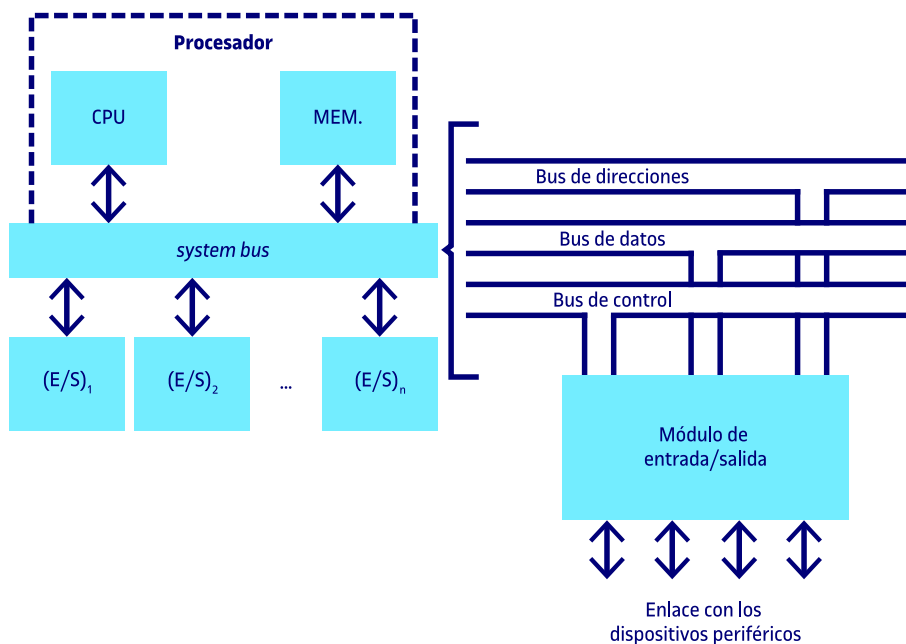 Procesador
CPU
MEM.
system bus
(E/S)1
(E/S)2
...
(E/S)n
Bus de direcciones
Bus de datos
Bus de control
Módulo de
entrada/salida
Enlace con los
dispositivos periféricos